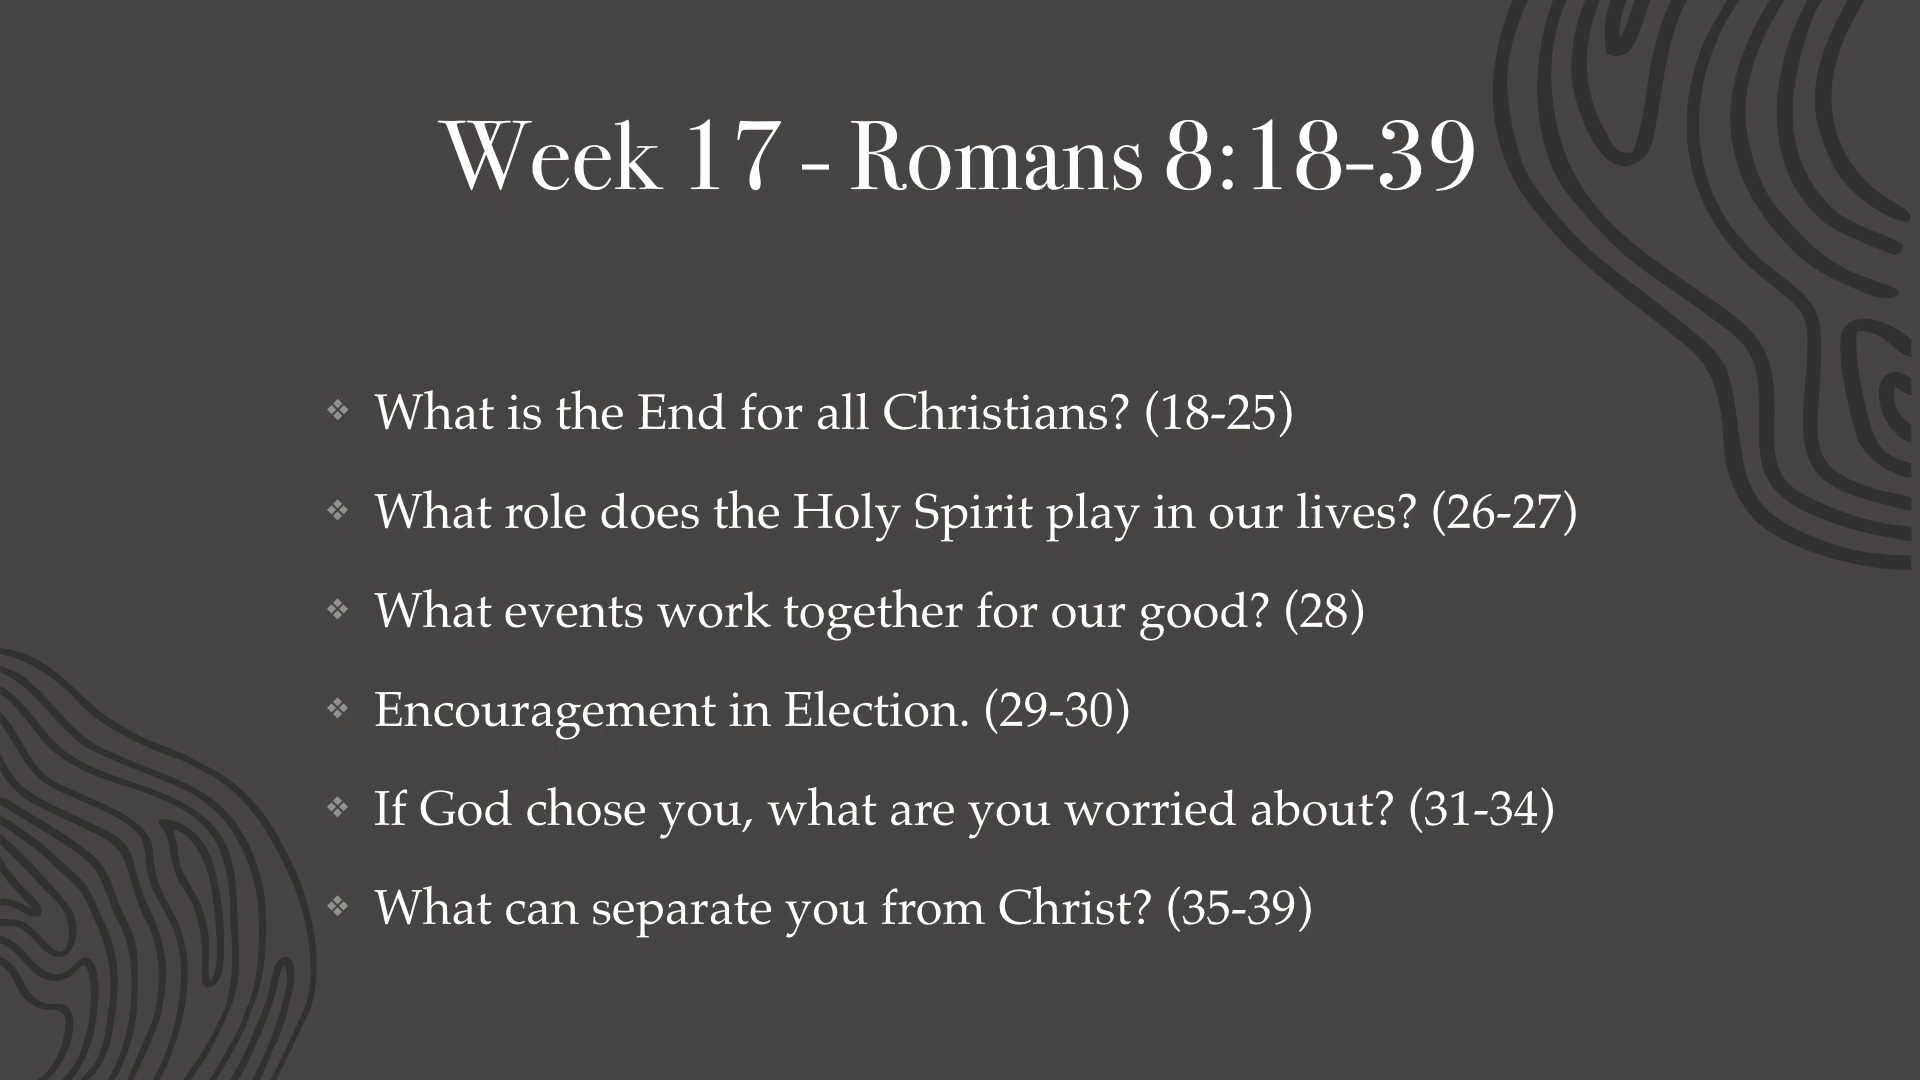 Week 17 - Romans 8:18-39
❖ What is the End for all Christians? (18-25)
❖ What role does the Holy Spirit play in our lives? (26-27)
❖ What events work together for our good? (28)
❖ Encouragement in Election. (29-30)
❖ If God chose you, what are you worried about? (31-34)
❖ What can separate you from Christ? (35-39)